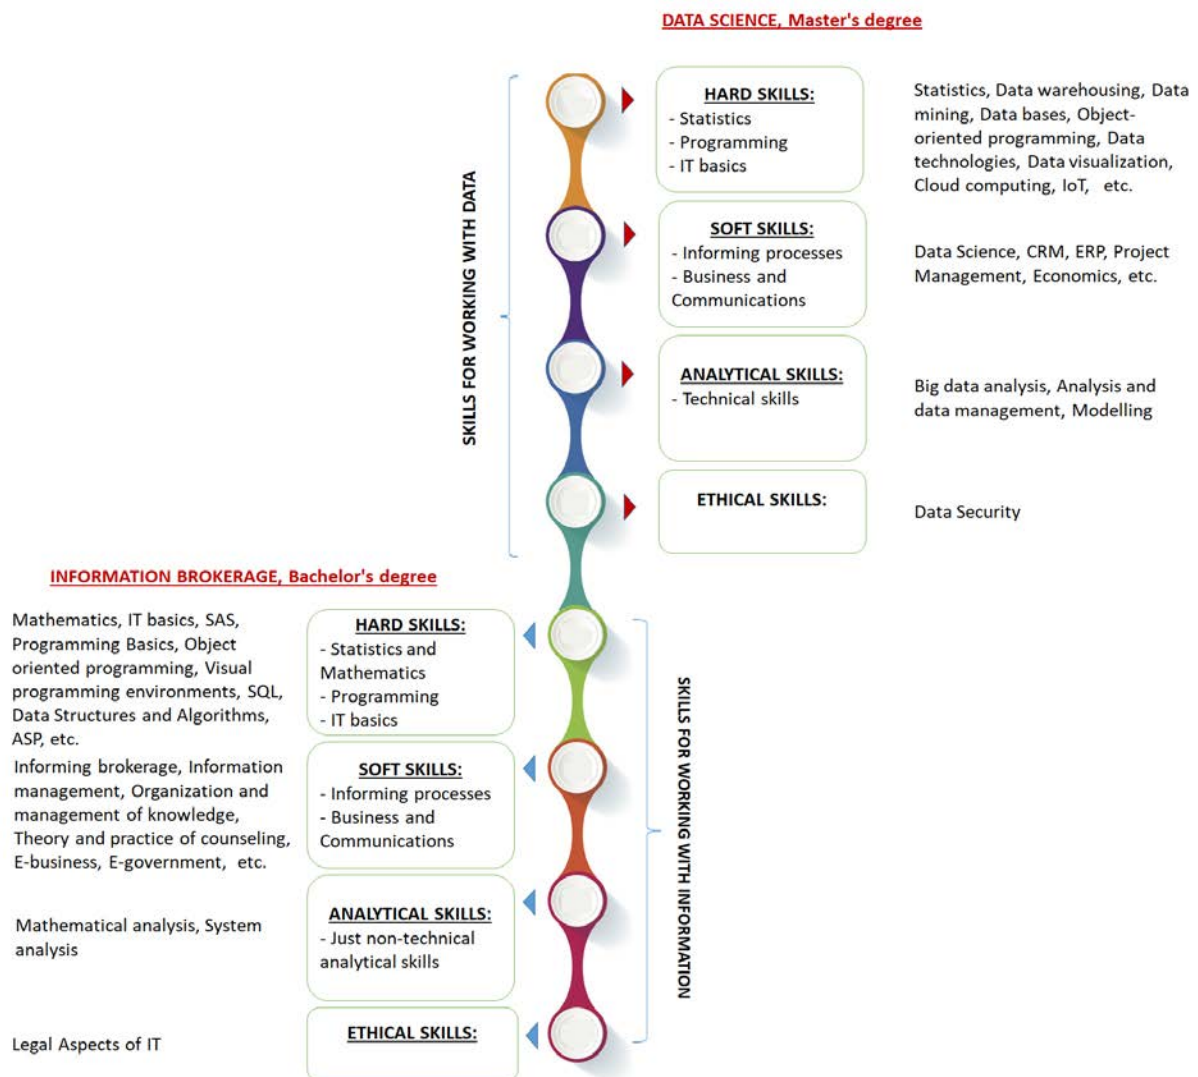 DATA SCIENCE, Master's degree
SKILLS FOR WORKING WITH DATA
HARD SKILLS:
- Statistics
- Programming
- IT basics
Statistics, Data warehousing, Data
mining, Data bases, Object-
oriented programming, Data
technologies, Data visualization,
Cloud computing, IoT, etc.
SOFT SKILLS:
- Informing processes
- Business and
Communications
Data Science, CRM, ERP, Project
Management, Economics, etc.
ANALYTICAL SKILLS:
- Technical skills
Big data analysis, Analysis and
data management, Modelling
ETHICAL SKILLS:
Data Security
INFORMATION BROKERAGE, Bachelor's degree
Mathematics, IT basics, SAS,
Programming Basics, Object
oriented programming, Visual
programming environments, SQL,
Data Structures and Algorithms,
ASP, etc.
HARD SKILLS:
- Statistics and
Mathematics
- Programming
- IT basics
SKILLS FOR WORKING WITH INFORMATION
Informing brokerage, Information
management, Organization and
management of knowledge,
Theory and practice of counseling,
E-business, E-government, etc.
SOFT SKILLS:
- Informing processes
- Business and
Communications
Mathematical analysis, System
analysis
ANALYTICAL SKILLS:
- Just non-technical
analytical skills
Legal Aspects of IT
ETHICAL SKILLS: